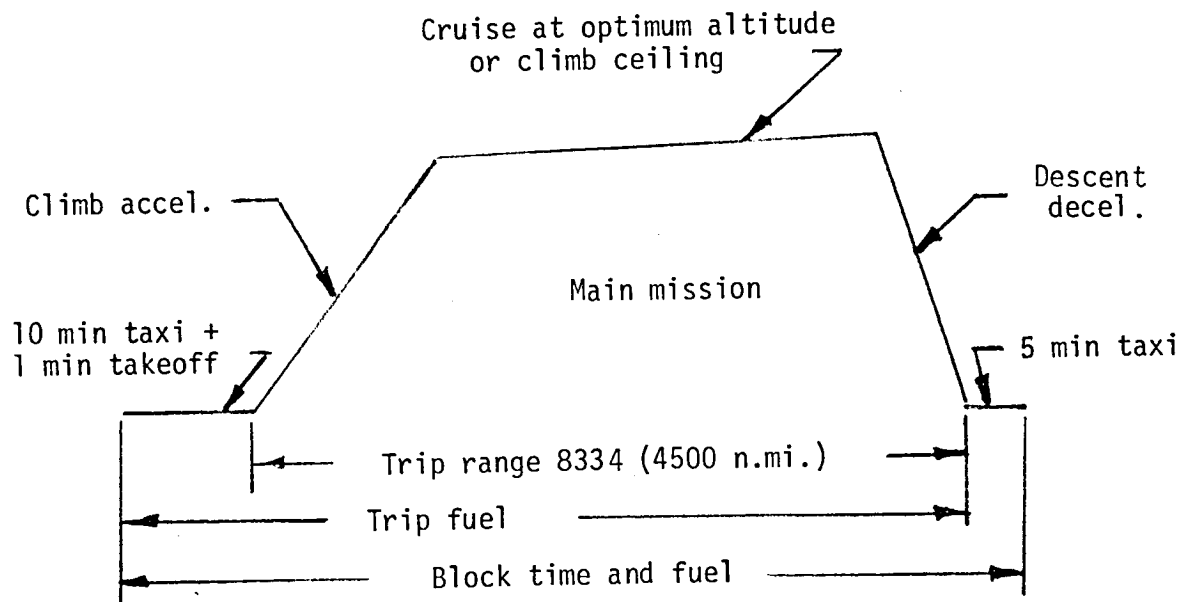 Cruise at optimum altitude
or climb ceiling
Climb accel.
Descent
decel.
Main mission
10 min taxi +
1 min takeoff
5 min taxi
Trip range 8334 (4500 n.mi.)
Trip fuel
Block time and fuel